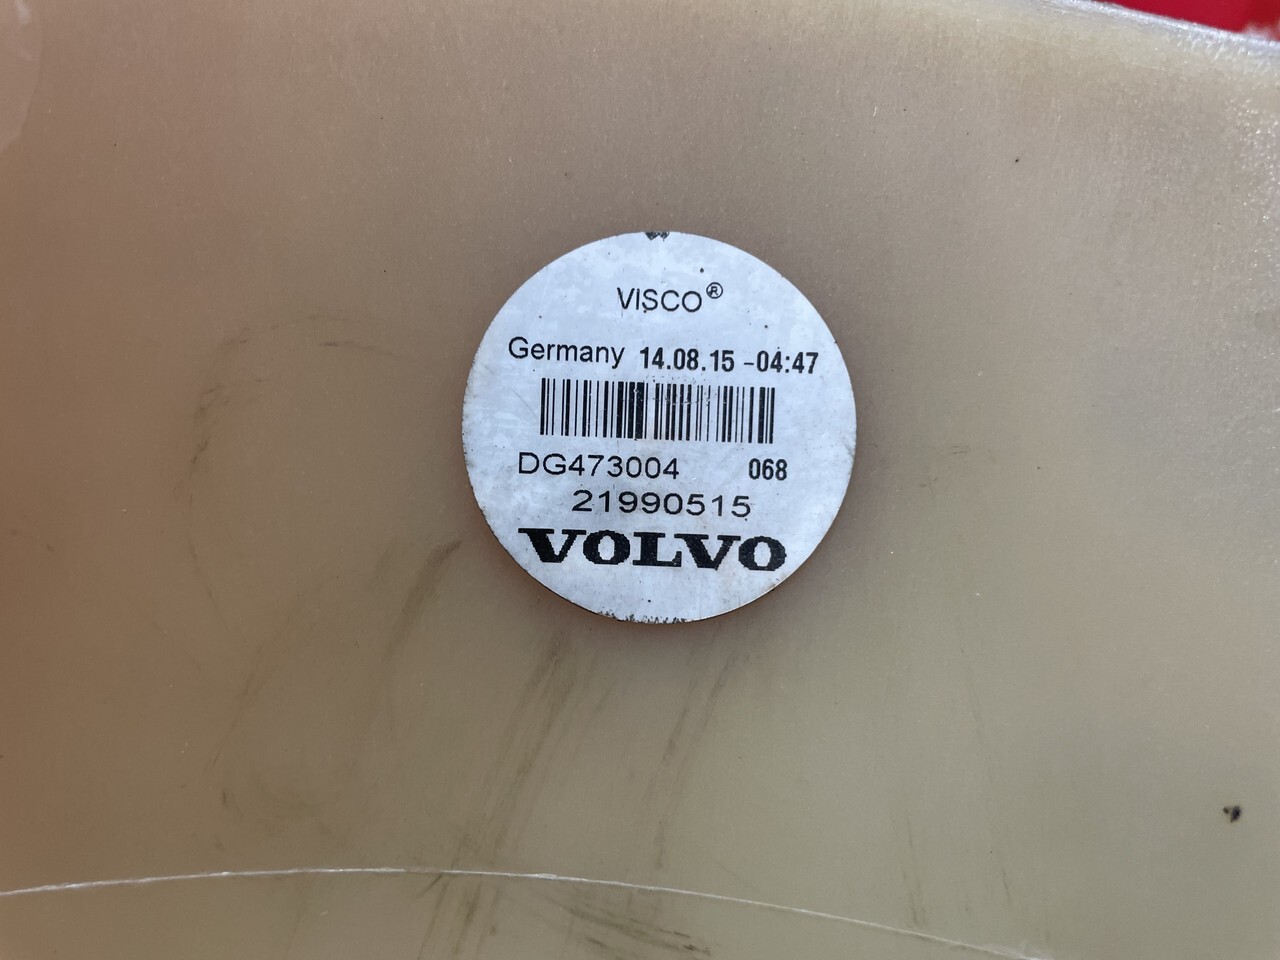 VISCO®
Germany 14.08.15 -04:47
DG473004 068
21990515
VOLVO